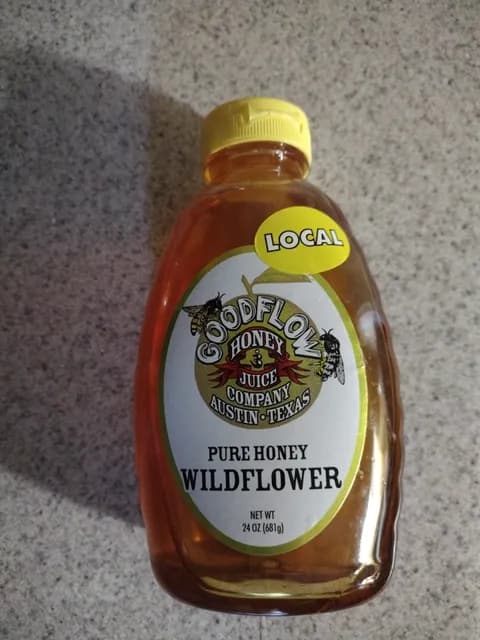 LOCAL
GOODFLOW
HONEY
&
JUICE
COMPANY
AUSTIN • TEXAS
PURE HONEY
WILDFLOWER
NET WT
24 OZ (681g)